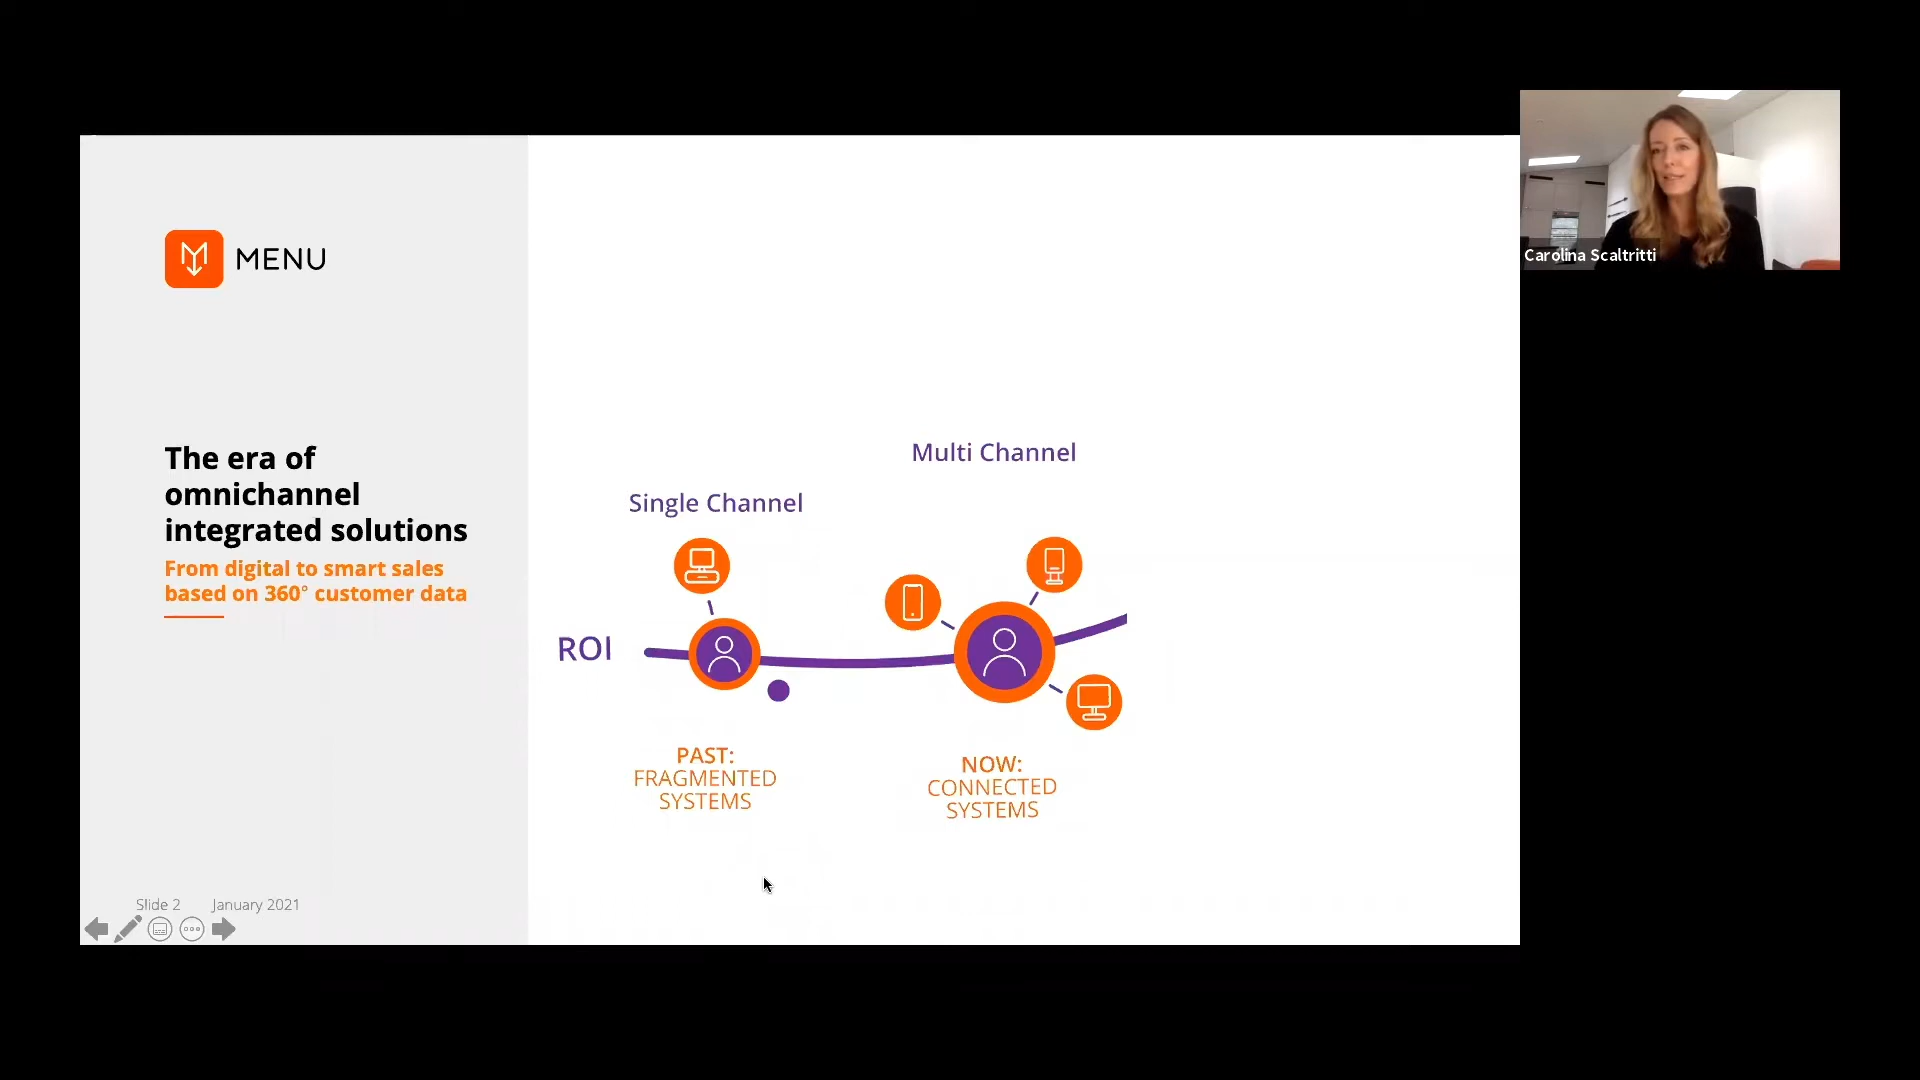 MENU
The era of
omnichannel
integrated solutions
From digital to smart sales
based on 360° customer data
Slide 2 January 2021
Multi Channel
Single Channel
ROI
PAST:
FRAGMENTED
SYSTEMS
NOW:
CONNECTED
SYSTEMS
Carolina Scaltritti